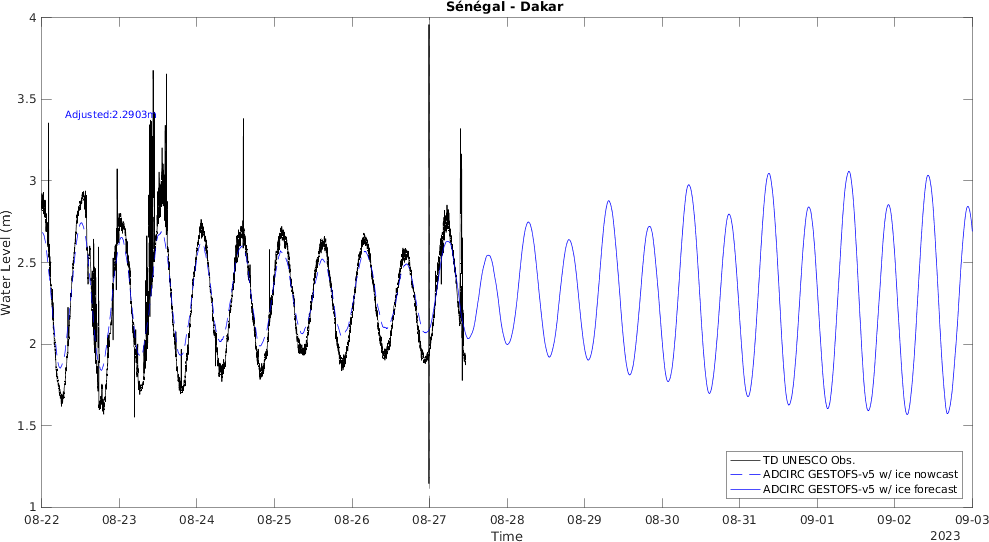 Sénégal - Dakar
Water Level (m)
4
3.5
3
2.5
2
1.5
1
Adjusted:2.2903m
TD UNESCO Obs.
ADCIRC GESTOFS-v5 w/ ice nowcast
ADCIRC GESTOFS-v5 w/ ice forecast
08-22 08-23 08-24 08-25 08-26 08-27 08-28 08-29 08-30 08-31 09-01 09-02 09-03
Time
2023